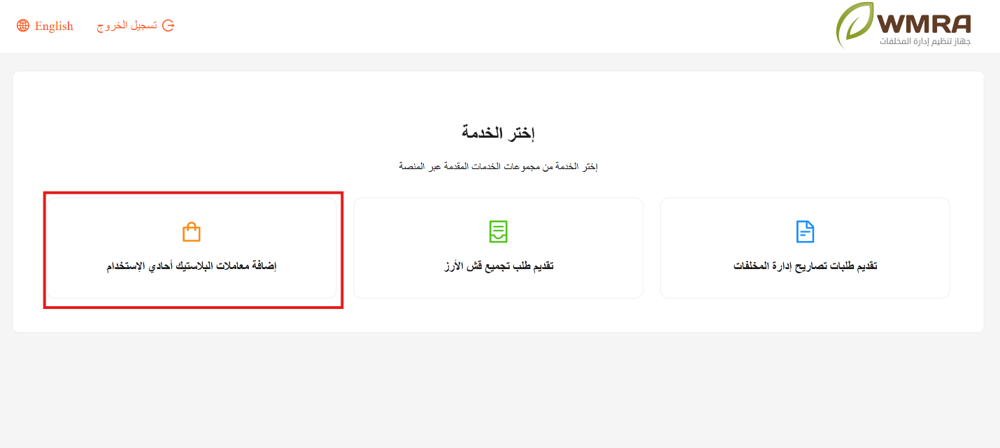 WMRA
جهاز تنظيم إدارة المخلفات
تسجيل الخروج
English
إختر الخدمة
إختر الخدمة من مجموعات الخدمات المقدمة عبر المنصة
تقديم طلبات تصاريح إدارة المخلفات
تقديم طلب تجميع قش الأرز
إضافة معاملات البلاستيك أحادي الإستخدام